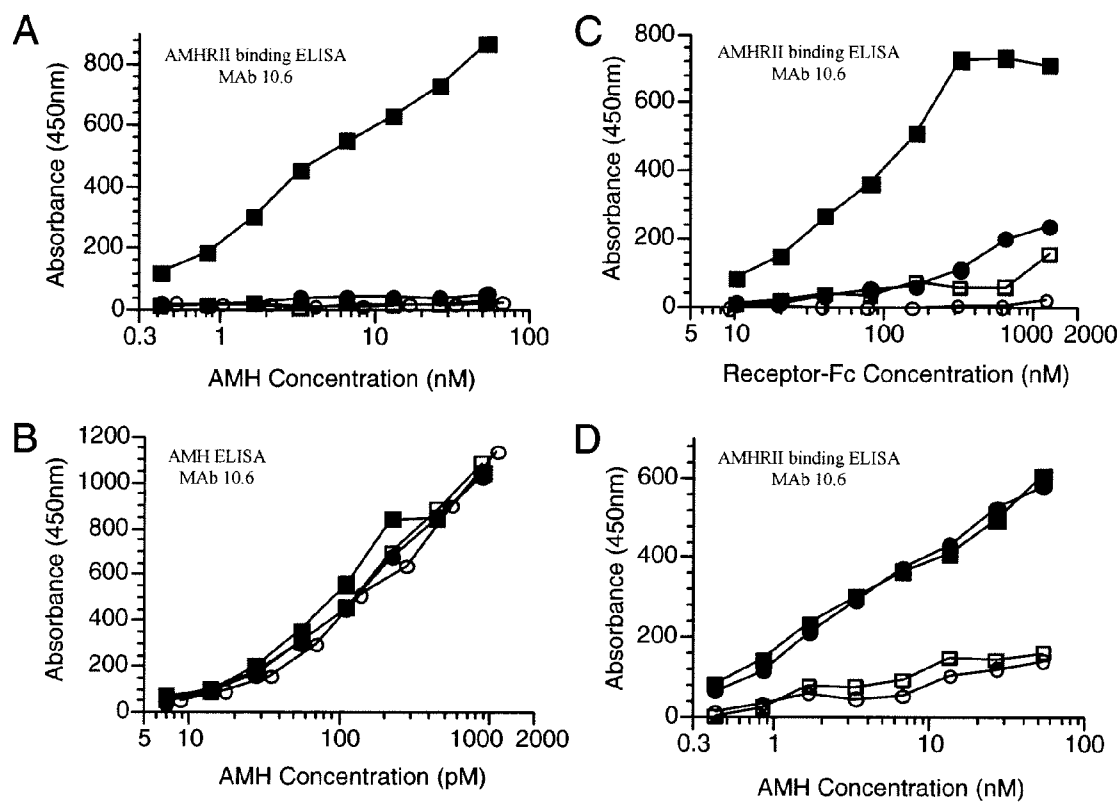 A
AMHRII binding ELISA
MAb 10.6
Absorbance (450nm)
800
600
400
200
0
0.3
1
10
100
AMH Concentration (nM)
B
AMH ELISA
MAb 10.6
Absorbance (450nm)
1200
1000
800
600
400
200
0
5
10
100
1000
2000
AMH Concentration (pM)
C
AMHRII binding ELISA
MAb 10.6
Absorbance (450nm)
800
600
400
200
0
5
10
100
1000
2000
Receptor-Fc Concentration (nM)
D
AMHRII binding ELISA
MAb 10.6
Absorbance (450nm)
600
400
200
0
0.3
1
10
100
AMH Concentration (nM)